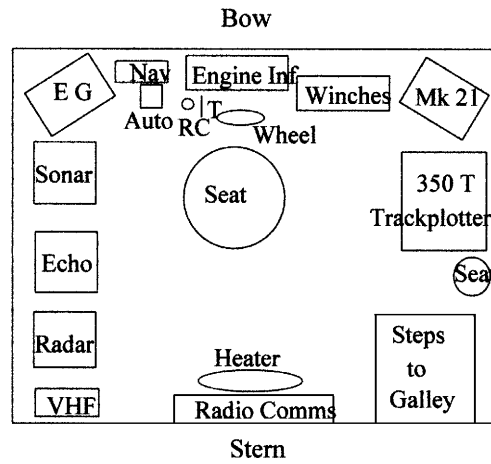 Bow
E G
Nav
Engine Inf
Winches
Mk 21
Auto
RC
T
Wheel
Sonar
Seat
350 T
Trackplotter
Echo
Sea
Radar
Heater
Steps
to
Galley
VHF
Radio Comms
Stern